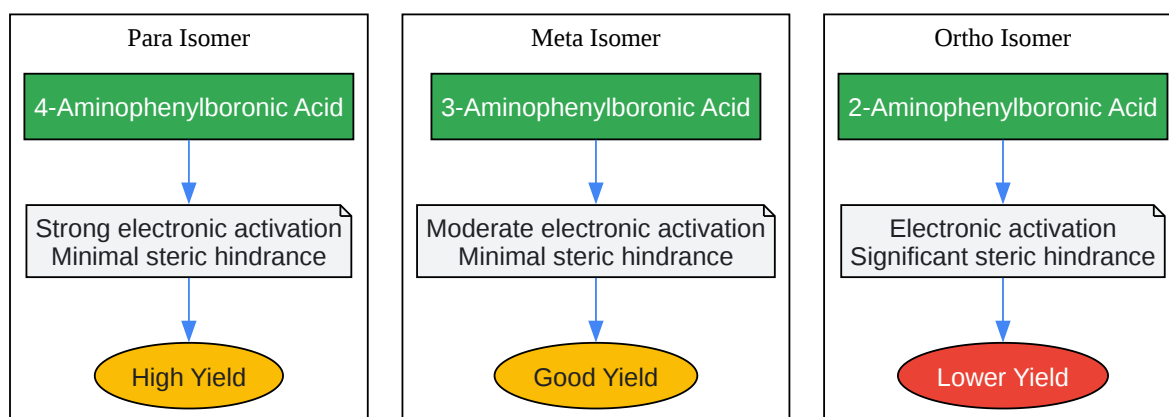 Para Isomer
4-Aminophenylboronic Acid
Strong electronic activation
Minimal steric hindrance
High Yield
Meta Isomer
3-Aminophenylboronic Acid
Moderate electronic activation
Minimal steric hindrance
Good Yield
Ortho Isomer
2-Aminophenylboronic Acid
Electronic activation
Significant steric hindrance
Lower Yield